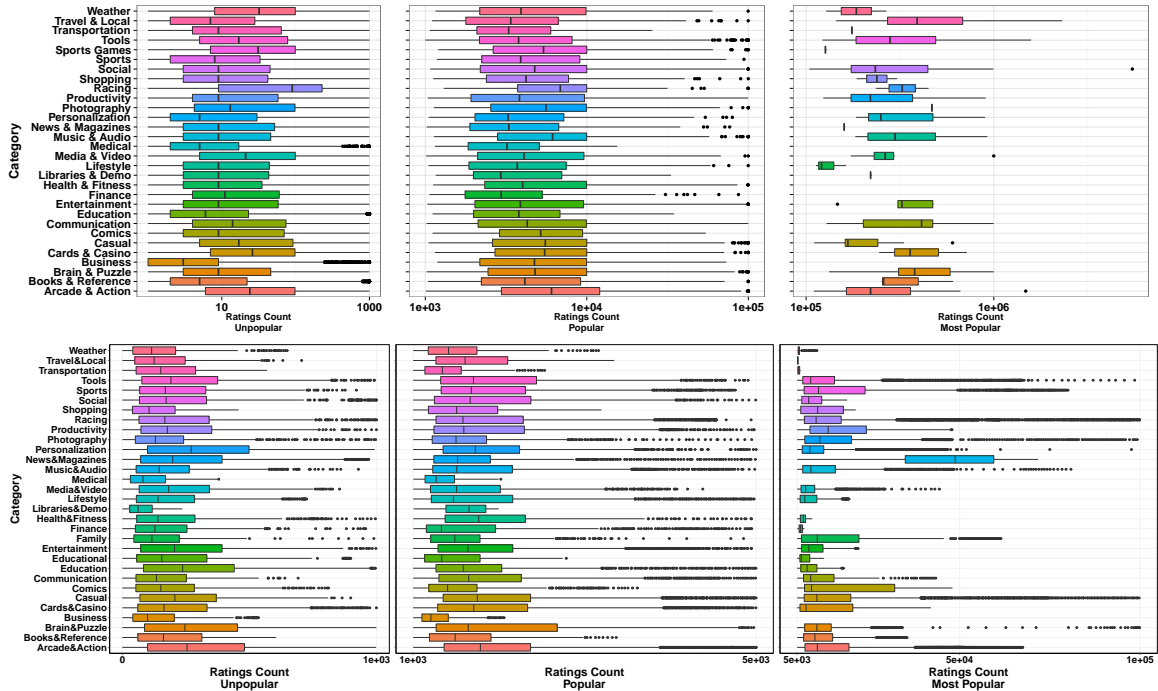 Category
Weather
Travel & Local
Transportation
Tools
Sports Games
Sports
Social
Shopping
Racing
Productivity
Photography
Personalization
News & Magazines
Music & Audio
Medical
Media & Video
Lifestyle
Libraries & Demo
Health & Fitness
Finance
Entertainment
Education
Communication
Comics
Casual
Cards & Casino
Business
Brain & Puzzle
Books & Reference
Arcade & Action
10 1000
Ratings Count
Unpopular
1e+03 1e+04 1e+05
Ratings Count
Popular
1e+05 1e+06
Ratings Count
Most Popular
Category
Weather
Travel&Local
Transportation
Tools
Sports
Social
Shopping
Racing
Productivity
Photography
Personalization
News&Magazines
Music&Audio
Medical
Media&Video
Lifestyle
Libraries&Demo
Health&Fitness
Finance
Family
Entertainment
Educational
Education
Communication
Comics
Casual
Cards&Casino
Business
Brain&Puzzle
Books&Reference
Arcade&Action
0 1e+03
Ratings Count
Unpopular
1e+03 5e+03
Ratings Count
Popular
5e+03 5e+04 1e+05
Ratings Count
Most Popular